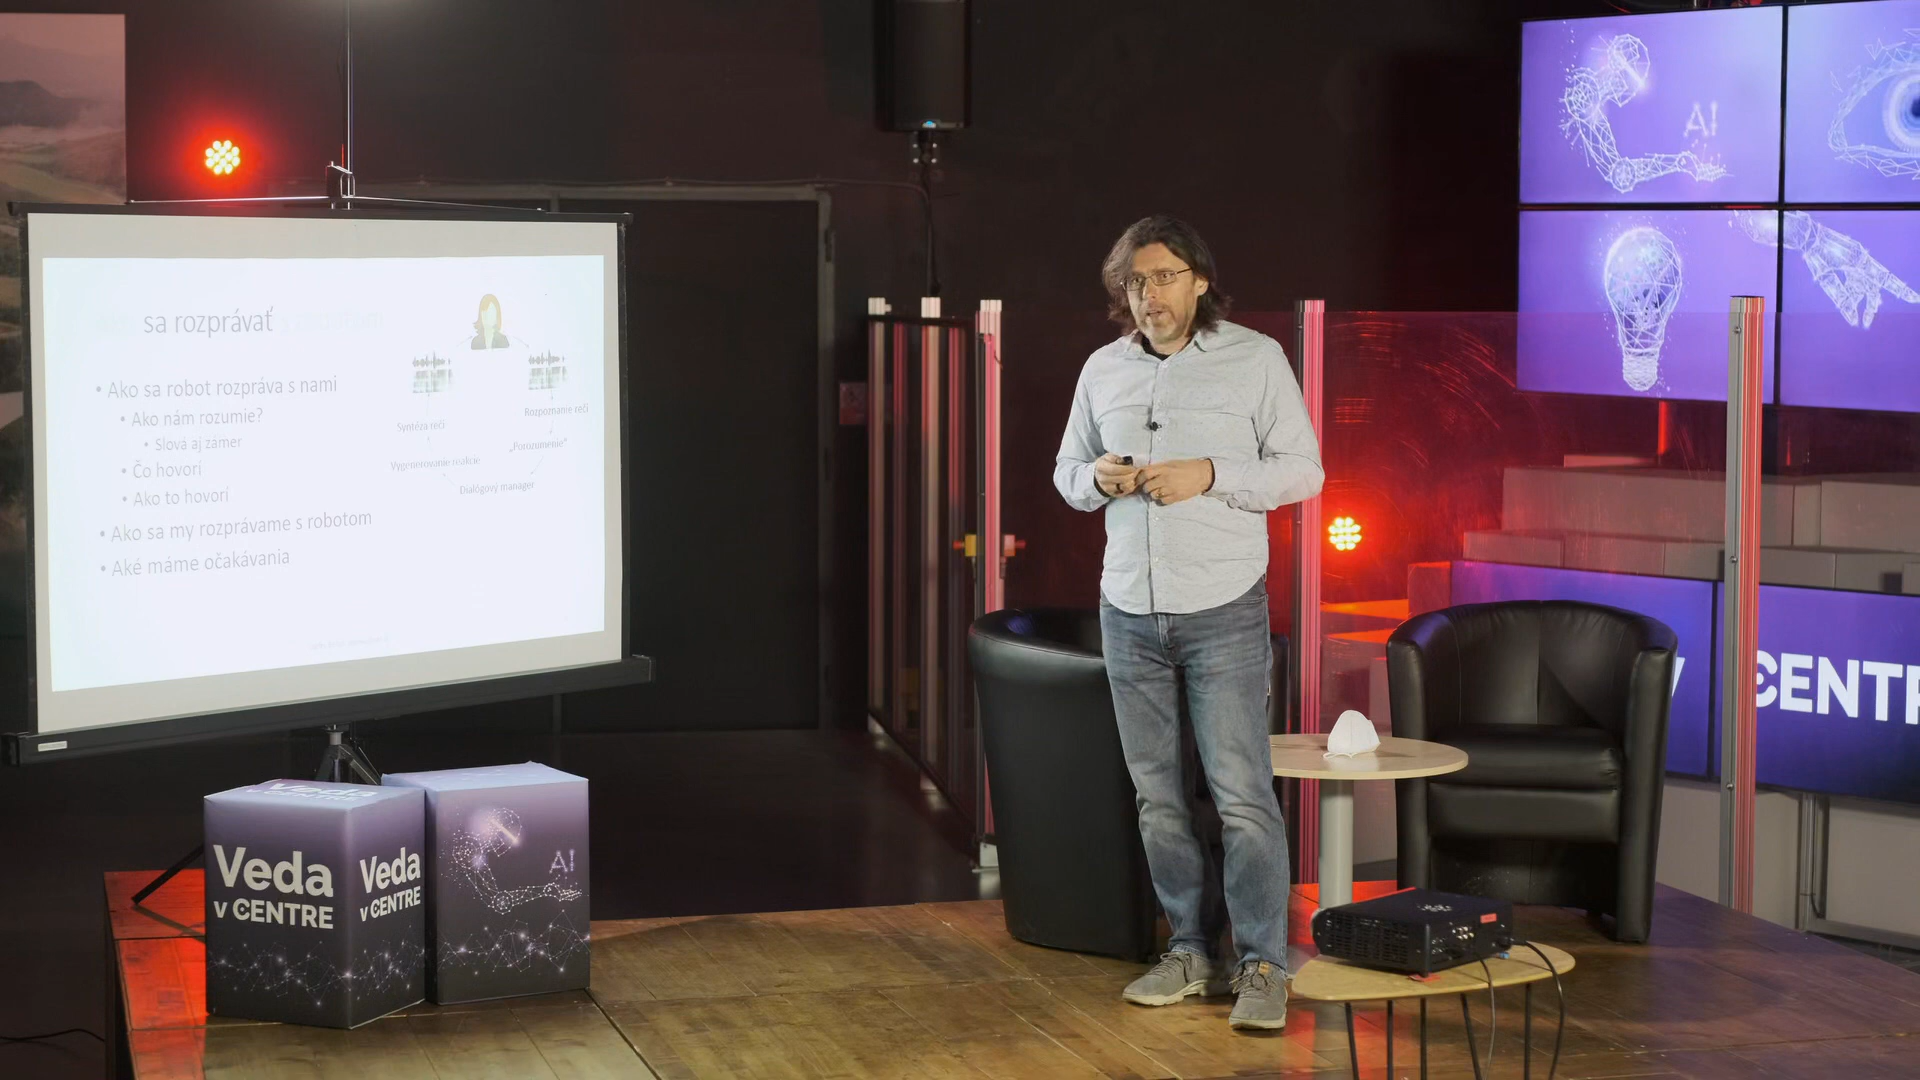 sa rozprávať
• Ako sa robot rozpráva s nami
• Ako nám rozumie?
• Slová aj zámer
• Čo hovorí
• Ako to hovorí
• Ako sa my rozprávame s robotom
• Aké máme očakávania
Syntéza reči
Rozpoznanie reči
„Porozumenie"
Vygenerovanie reakcie
Dialógový manager
AI
CENTR
Veda
v CENTRE
Veda
v CENTRE
Veda
v CENTRE
AI